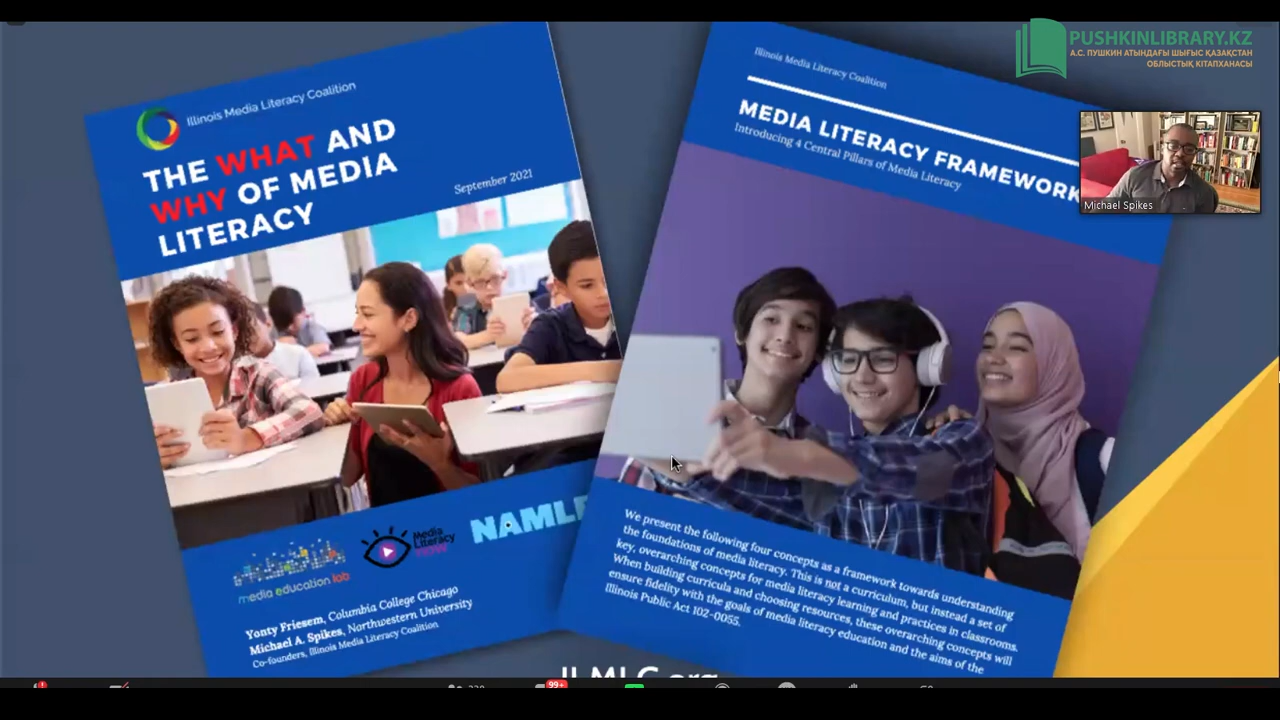 PUSHKINLIBRARY.KZ
А.С. ПУШКИН АТЫНДАҒЫ ШЫҒЫС ҚАЗАҚСТАН
ОБЛЫСТЫҚ КІТАПХАНАСЫ
Michael Spikes
Illinois Media Literacy Coalition
THE WHAT AND
WHY OF MEDIA
LITERACY
September 2021
media education lab
Media
Literacy
NOW
Yonty Friesem, Columbia College Chicago
Michael A. Spikes, Northwestern University
Co-founders, Illinois Media Literacy Coalition
Illinois Media Literacy Coalition
MEDIA LITERACY FRAMEWORK
Introducing 4 Central Pillars of Media Literacy
We present the following four concepts as a framework towards understanding
the foundations of media literacy. This is not a curriculum, but instead a set of
key, overarching concepts for media literacy learning and practices in classrooms.
When building curricula and choosing resources, these overarching concepts will
ensure fidelity with the goals of media literacy education and the aims of the
Illinois Public Act 102-0055.
99+